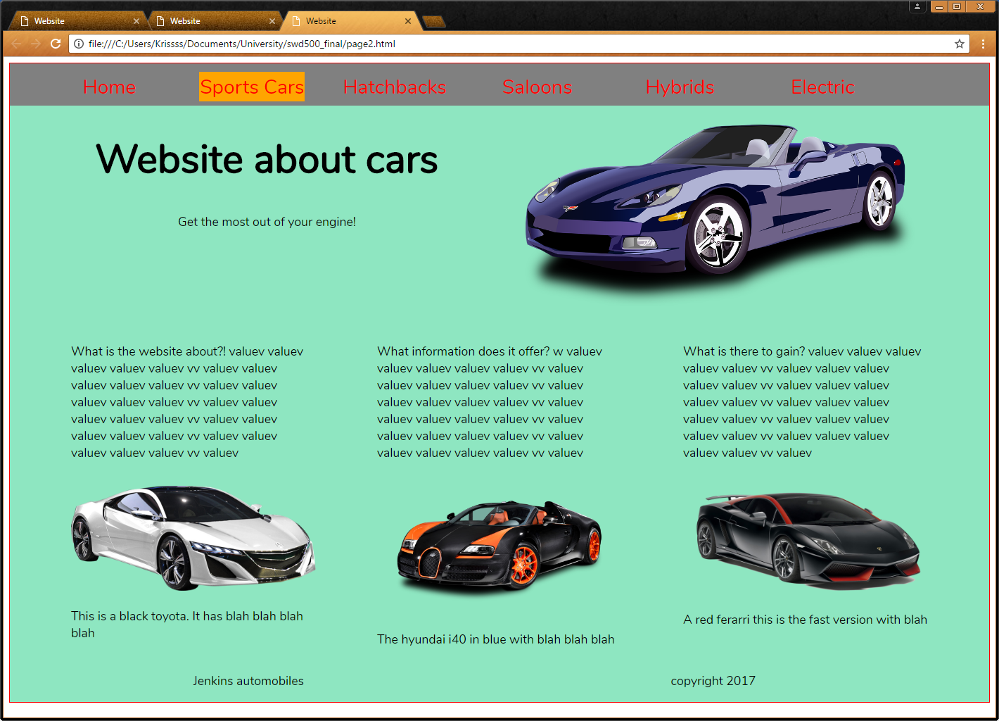 Website
Website
Website
file:///C:/Users/Krissss/Documents/University/swd500_final/page2.html
Home Sports Cars Hatchbacks Saloons Hybrids Electric
Website about cars
Get the most out of your engine!
What is the website about?! valuev valuev
valuev valuev valuev vv valuev valuev
valuev valuev valuev vv valuev valuev
valuev valuev valuev vv valuev valuev
valuev valuev valuev vv valuev valuev
valuev valuev valuev vv valuev valuev
valuev valuev valuev vv valuev
What information does it offer? w valuev
valuev valuev valuev valuev vv valuev
valuev valuev valuev valuev vv valuev
valuev valuev valuev valuev vv valuev
valuev valuev valuev valuev vv valuev
valuev valuev valuev valuev vv valuev
valuev valuev valuev valuev vv valuev
What is there to gain? valuev valuev valuev
valuev valuev vv valuev valuev valuev
valuev valuev vv valuev valuev valuev
valuev valuev vv valuev valuev valuev
valuev valuev vv valuev valuev valuev
valuev valuev vv valuev valuev valuev
valuev valuev vv valuev
This is a black toyota. It has blah blah blah
blah
The hyundai i40 in blue with blah blah blah
A red ferarri this is the fast version with blah
Jenkins automobiles
copyright 2017